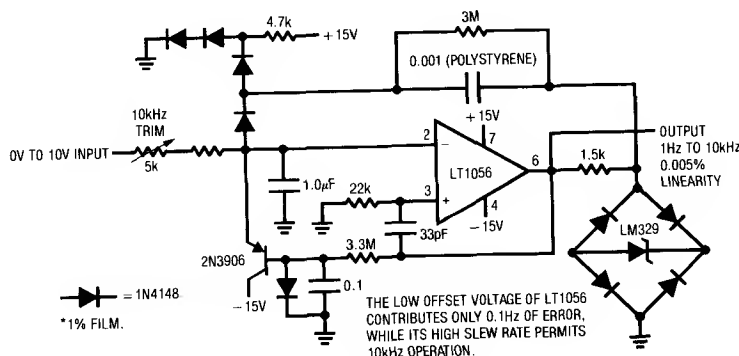 4.7k
+15V
3M
0.001 (POLYSTYRENE)
10kHz
TRIM
0V TO 10V INPUT
5k
+15V
2
7
6
LT1056
3
4
-15V
OUTPUT
1Hz TO 10kHz
0.005%
LINEARITY
1.5k
1.0µF
22k
33pF
LM329
2N3906
3.3M
-15V
0.1
= 1N4148
*1% FILM.
THE LOW OFFSET VOLTAGE OF LT1056
CONTRIBUTES ONLY 0.1Hz OF ERROR,
WHILE ITS HIGH SLEW RATE PERMITS
10kHz OPERATION.